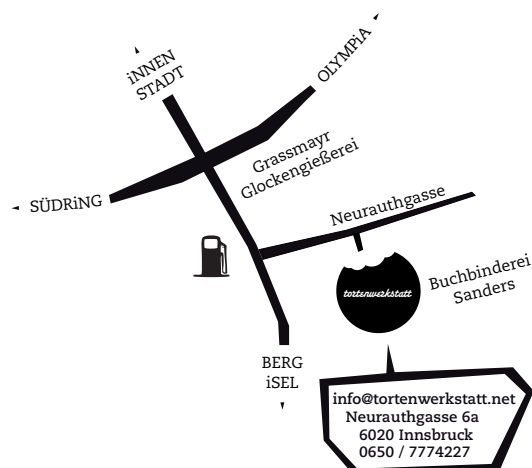 iNNEN
STADT
OLYMPiA
Grassmayr
Glockengießerei
SÜDRiNG
Neurauthgasse
tortenwerkstatt
Buchbinderei
Sanders
BERG
iSEL
info@tortenwerkstatt.net
Neurauthgasse 6a
6020 Innsbruck
0650 / 7774227